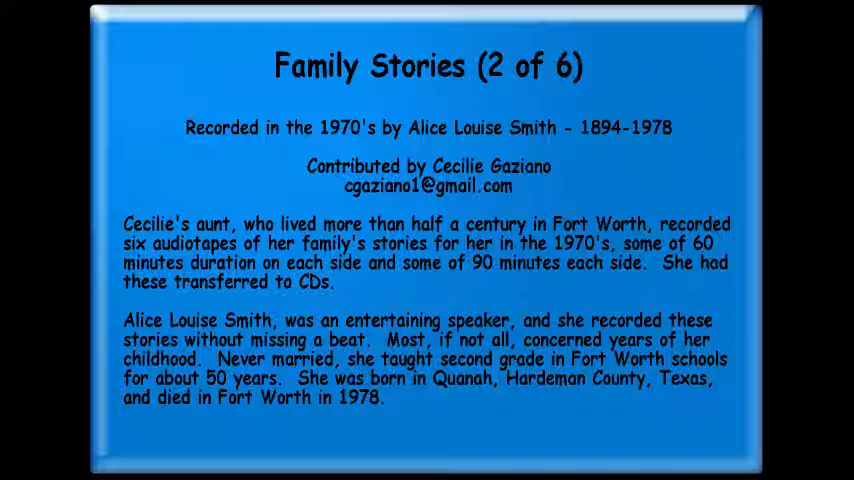 Family Stories (2 of 6)
Recorded in the 1970's by Alice Louise Smith - 1894-1978
Contributed by Cecilie Gaziano
cgaziano1@gmail.com
Cecilie's aunt, who lived more than half a century in Fort Worth, recorded
six audiotapes of her family's stories for her in the 1970's, some of 60
minutes duration on each side and some of 90 minutes each side. She had
these transferred to CDs.
Alice Louise Smith, was an entertaining speaker, and she recorded these
stories without missing a beat. Most, if not all, concerned years of her
childhood. Never married, she taught second grade in Fort Worth schools
for about 50 years. She was born in Quanah, Hardeman County, Texas,
and died in Fort Worth in 1978.